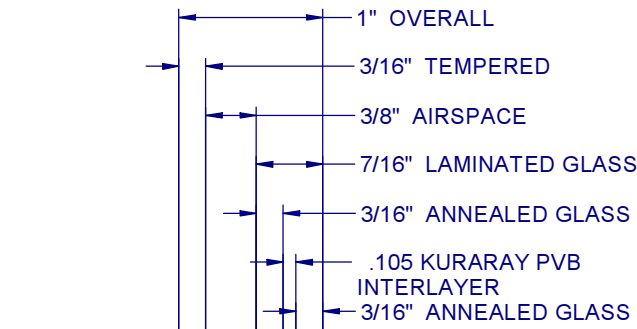 1" OVERALL
3/16" TEMPERED
3/8" AIRSPACE
7/16" LAMINATED GLASS
3/16" ANNEALED GLASS
.105 KURARAY PVB
INTERLAYER
3/16" ANNEALED GLASS